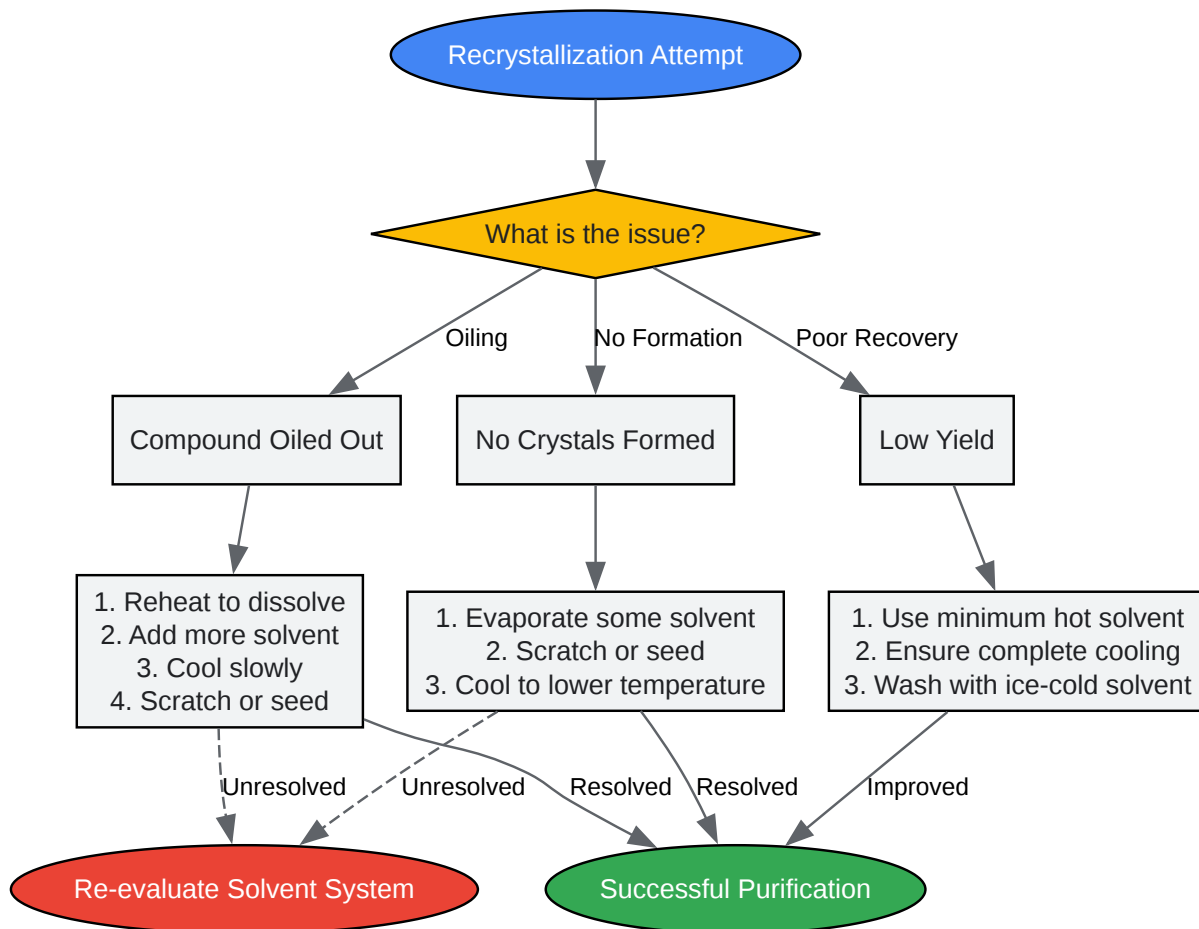 Recrystallization Attempt
What is the issue?
Oiling
No Formation
Poor Recovery
Compound Oiled Out
No Crystals Formed
Low Yield
1. Reheat to dissolve
2. Add more solvent
3. Cool slowly
4. Scratch or seed
1. Evaporate some solvent
2. Scratch or seed
3. Cool to lower temperature
1. Use minimum hot solvent
2. Ensure complete cooling
3. Wash with ice-cold solvent
Unresolved
Unresolved
Resolved
Resolved
Improved
Re-evaluate Solvent System
Successful Purification